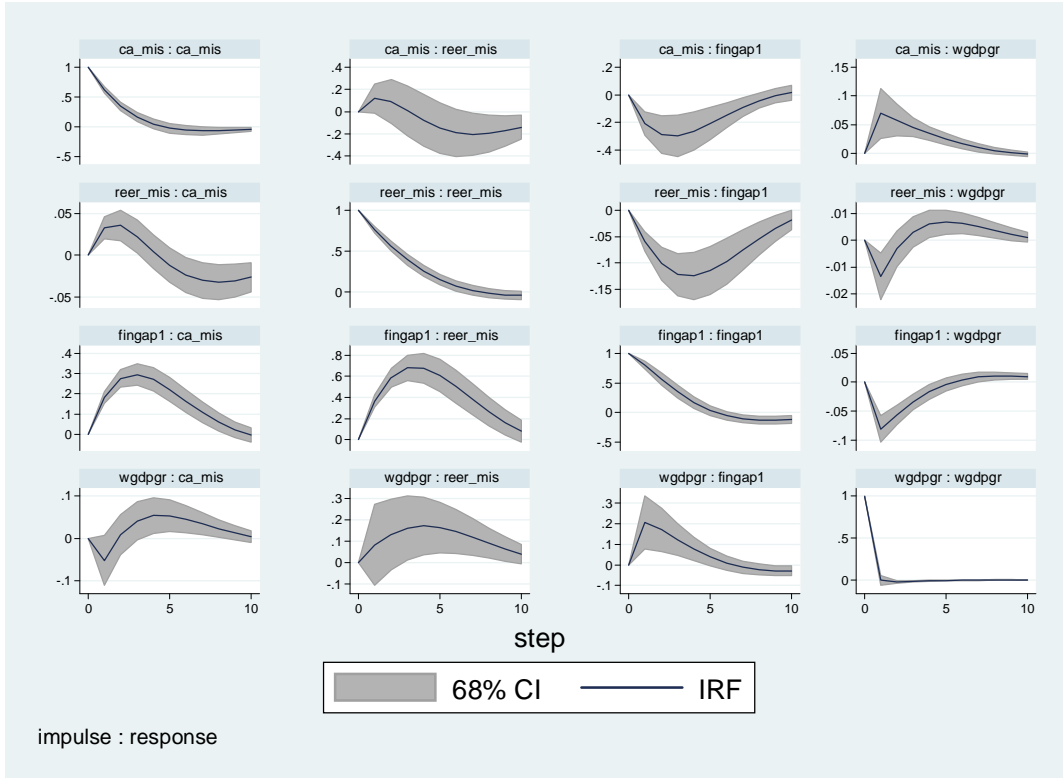 ca_mis : ca_mis ca_mis : reer_mis ca_mis : fingap1 ca_mis : wgdpgr
1 .4 .2 .15
.5 .2 0 .10
0 0 -.2 .05
-.5 -.2 -.4 0
-.4
reer_mis : ca_mis reer_mis : reer_mis reer_mis : fingap1 reer_mis : wgdpgr
.05 1 0 .01
0 .5 -.05 0
-.05 0 -.1 -.01
-.15 -.02
fingap1 : ca_mis fingap1 : reer_mis fingap1 : fingap1 fingap1 : wgdpgr
.4 .8 1 .05
.3 .6 .5 0
.2 .4 0 -.05
.1 .2 -.5 -.1
0 0
wgdpgr : ca_mis wgdpgr : reer_mis wgdpgr : fingap1 wgdpgr : wgdpgr
.1 .3 .3 1
0 .2 .2 .5
-.1 .1 .1 0
0 0
-.1 -.1
0 5 10 0 5 10 0 5 10 0 5 10
step
68% CI IRF
impulse : response